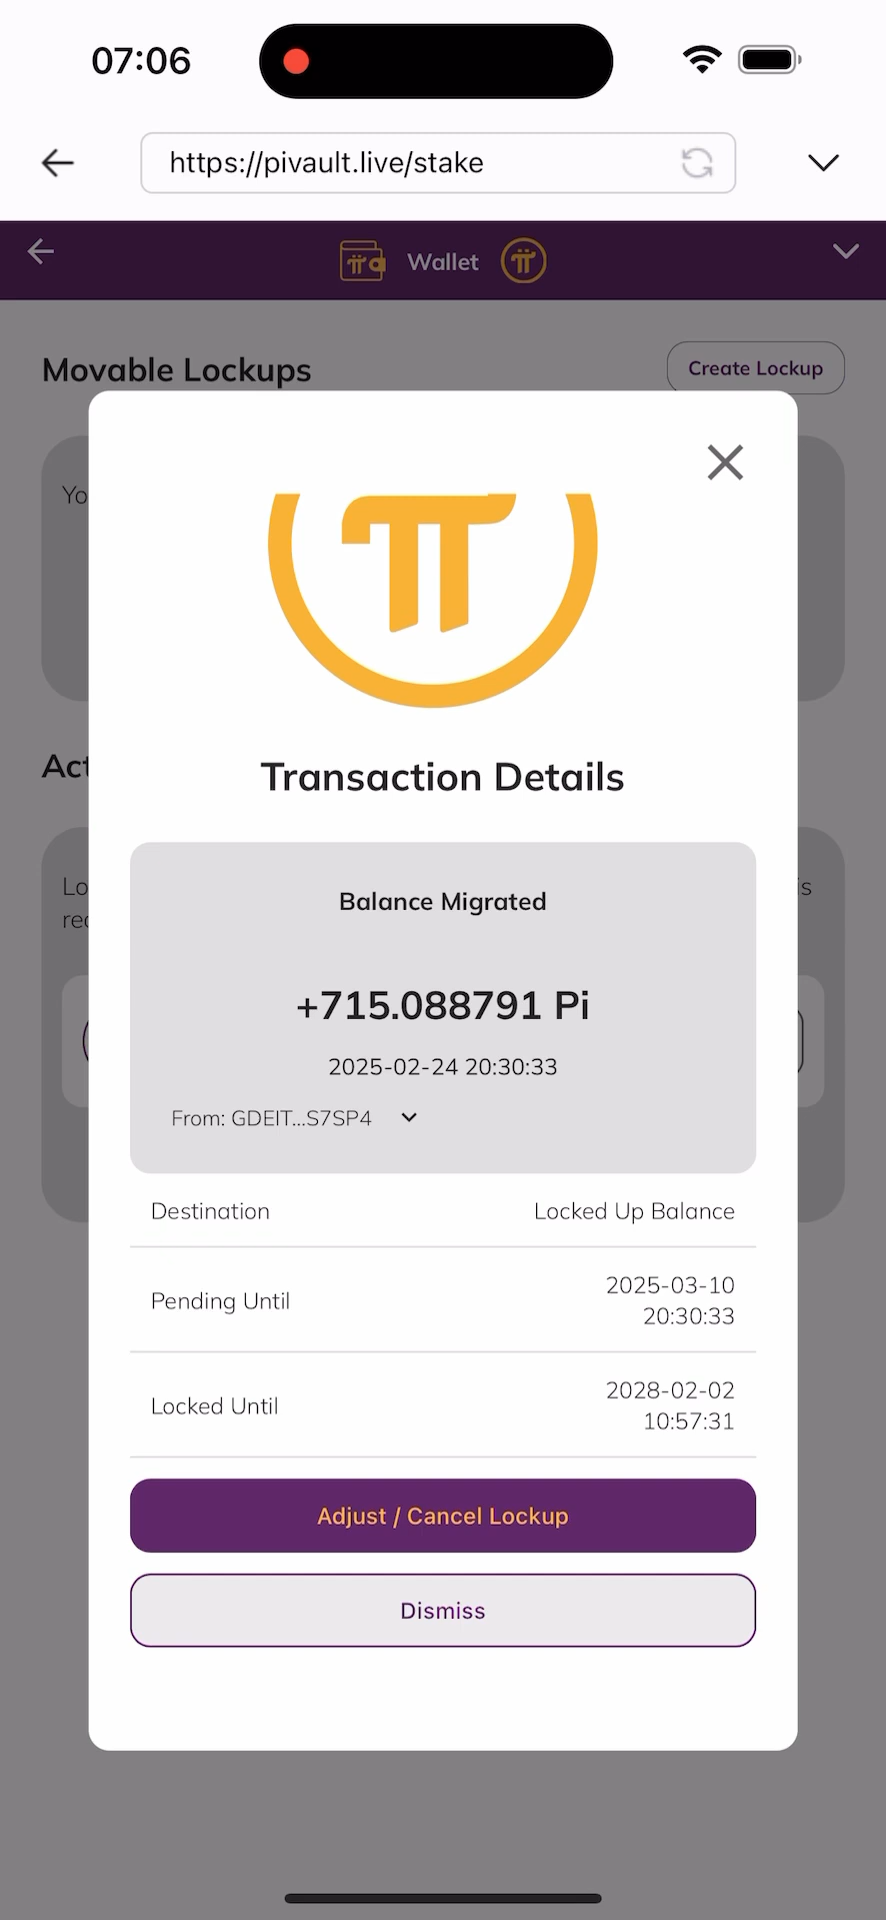 07:06
https://pivault.live/stake
Wallet
Movable Lockups
Create Lockup
Transaction Details
Balance Migrated
+715.088791 Pi
2025-02-24 20:30:33
From: GDEIT...S7SP4
Destination Locked Up Balance
Pending Until 2025-03-10
20:30:33
Locked Until 2028-02-02
10:57:31
Adjust / Cancel Lockup
Dismiss